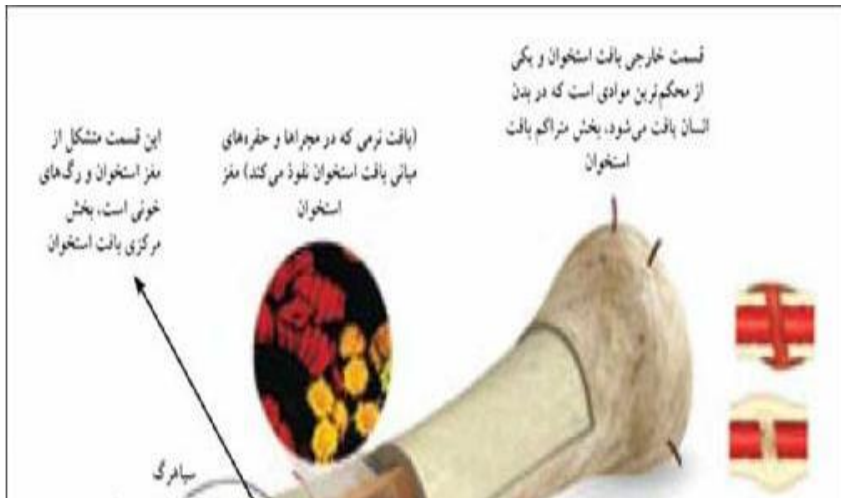 قسمت خارجی بافت استخوان و یکی
از محکم‌ترین موادی است که در بدن
انسان یافت می‌شود، بخش متراکم بافت
استخوان
(بافت نرمی که در مجراها و حفره‌های
میانی بافت استخوان نفوذ می‌کند) مغز
استخوان
این قسمت متشکل از
مغز استخوان و رگ‌های
خونی است، بخش
مرکزی بافت استخوان
سیاهرگ